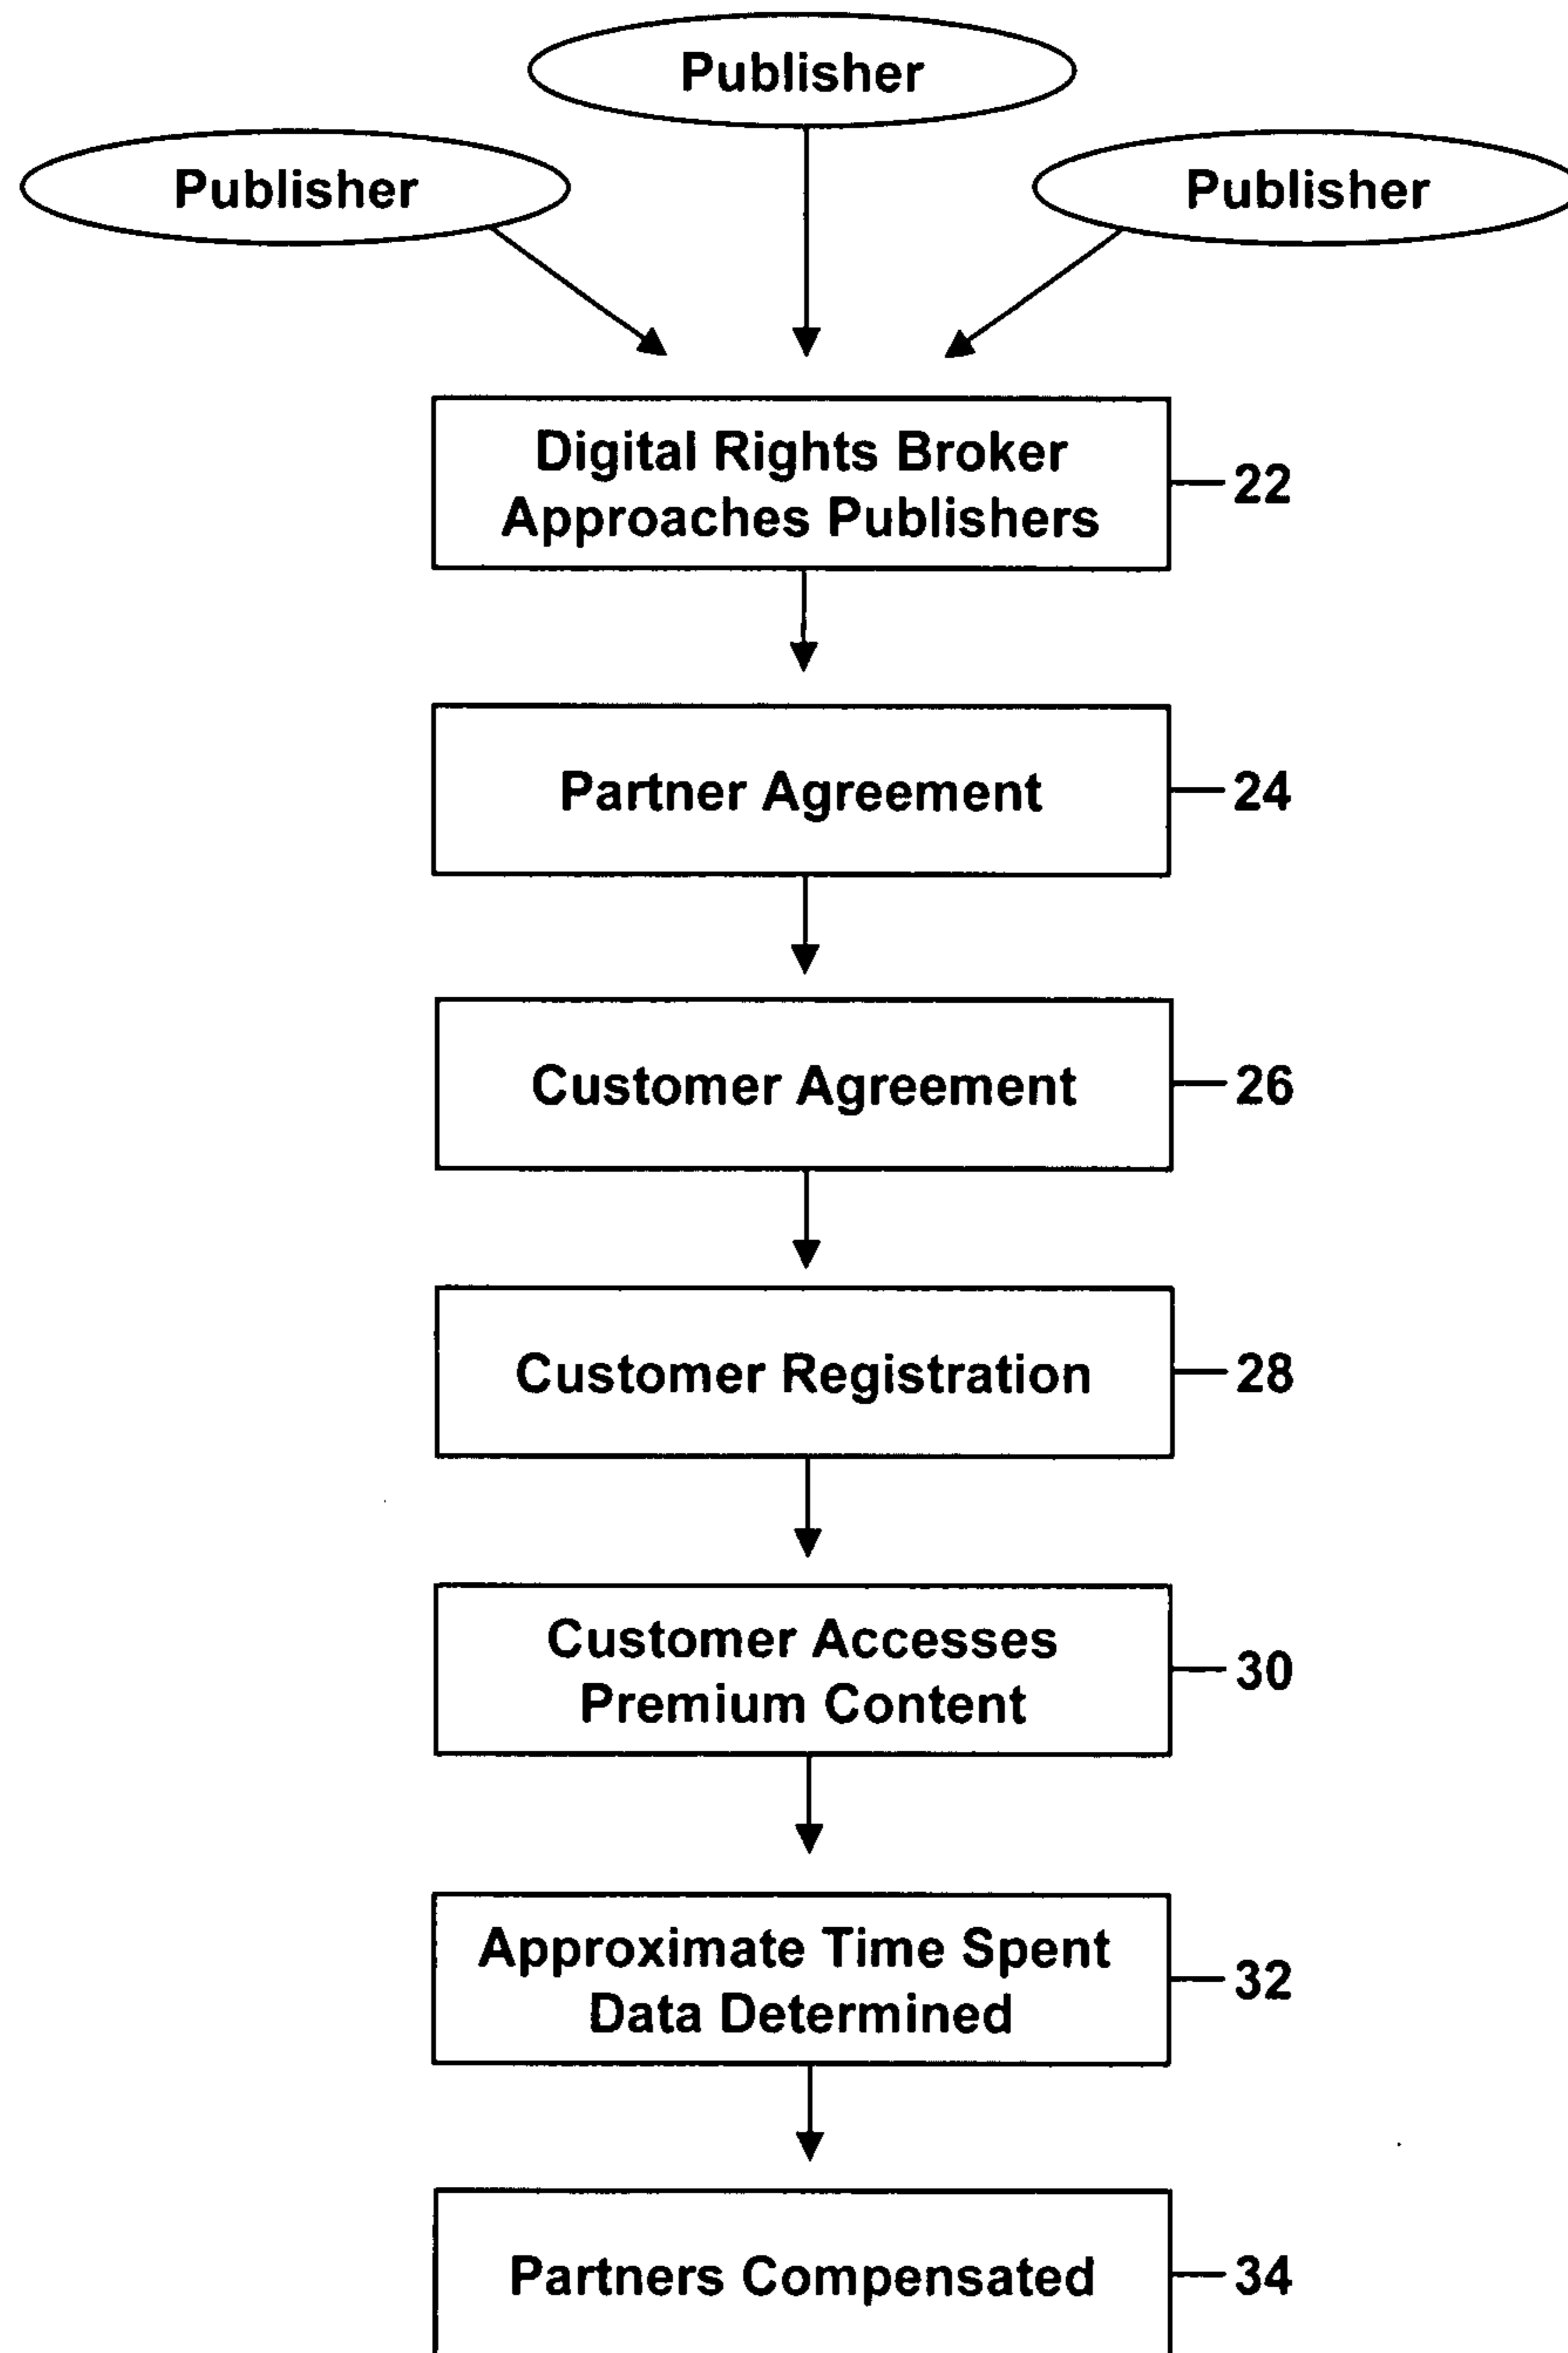 Publisher
Publisher
Publisher
Digital Rights Broker
Approaches Publishers
22
Partner Agreement
24
Customer Agreement
26
Customer Registration
28
Customer Accesses
Premium Content
30
Approximate Time Spent
Data Determined
32
Partners Compensated
34